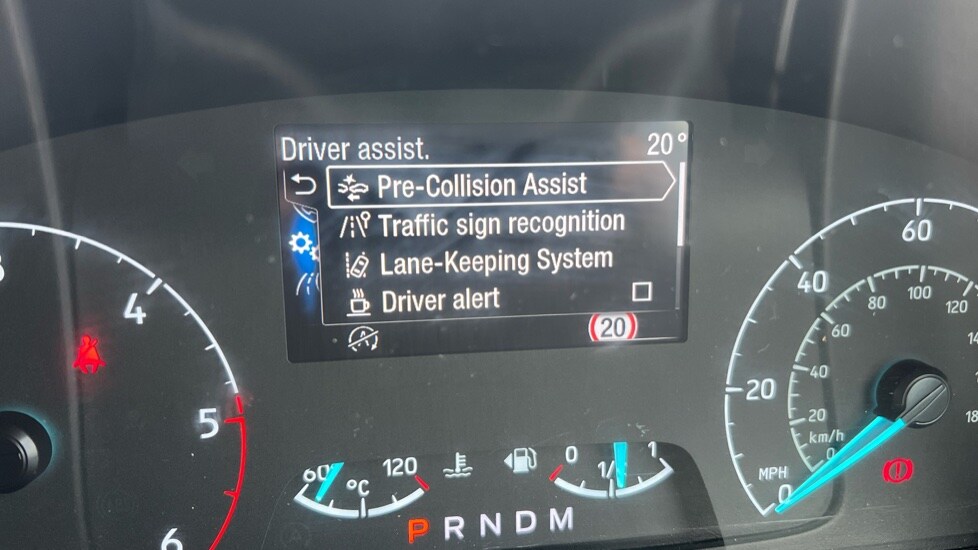 Driver assist. 20°
Pre-Collision Assist
Traffic sign recognition
Lane-Keeping System
Driver alert
20
4
5
6
60 °C 120
0 1/ 1
P R N D M
60
40
20
0
MPH
120
100
80
60
40
20
0
km/h